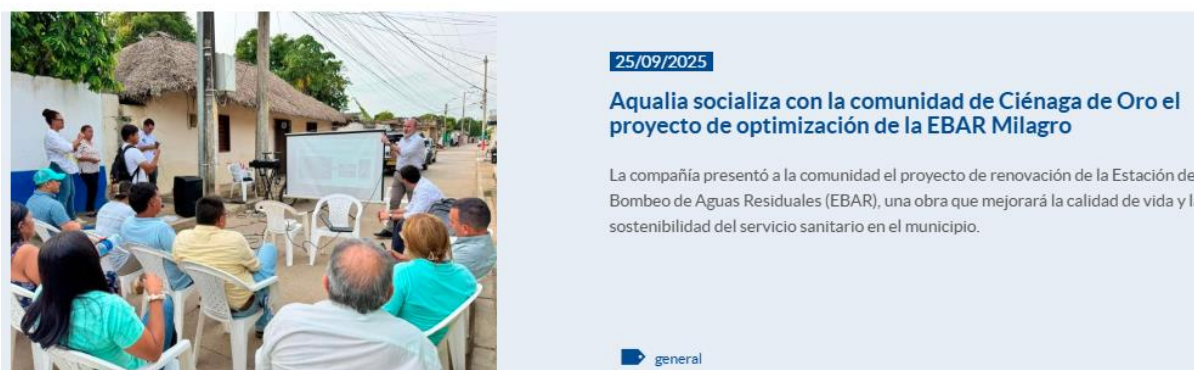 25/09/2025
Aqualia socializa con la comunidad de Ciénaga de Oro el
proyecto de optimización de la EBAR Milagro
La compañía presentó a la comunidad el proyecto de renovación de la Estación de
Bombeo de Aguas Residuales (EBAR), una obra que mejorará la calidad de vida y l
sostenibilidad del servicio sanitario en el municipio.
general